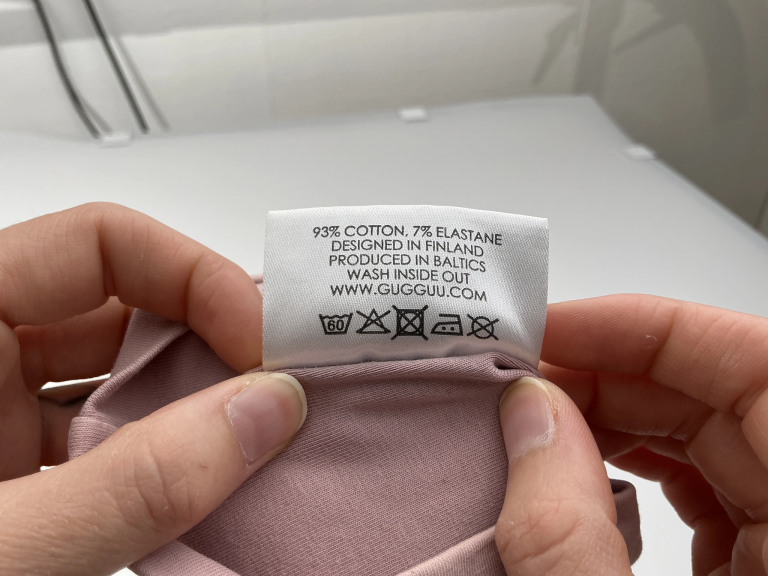 93% COTTON, 7% ELASTANE
DESIGNED IN FINLAND
PRODUCED IN BALTICS
WASH INSIDE OUT
WWW.GUGGUU.COM
60